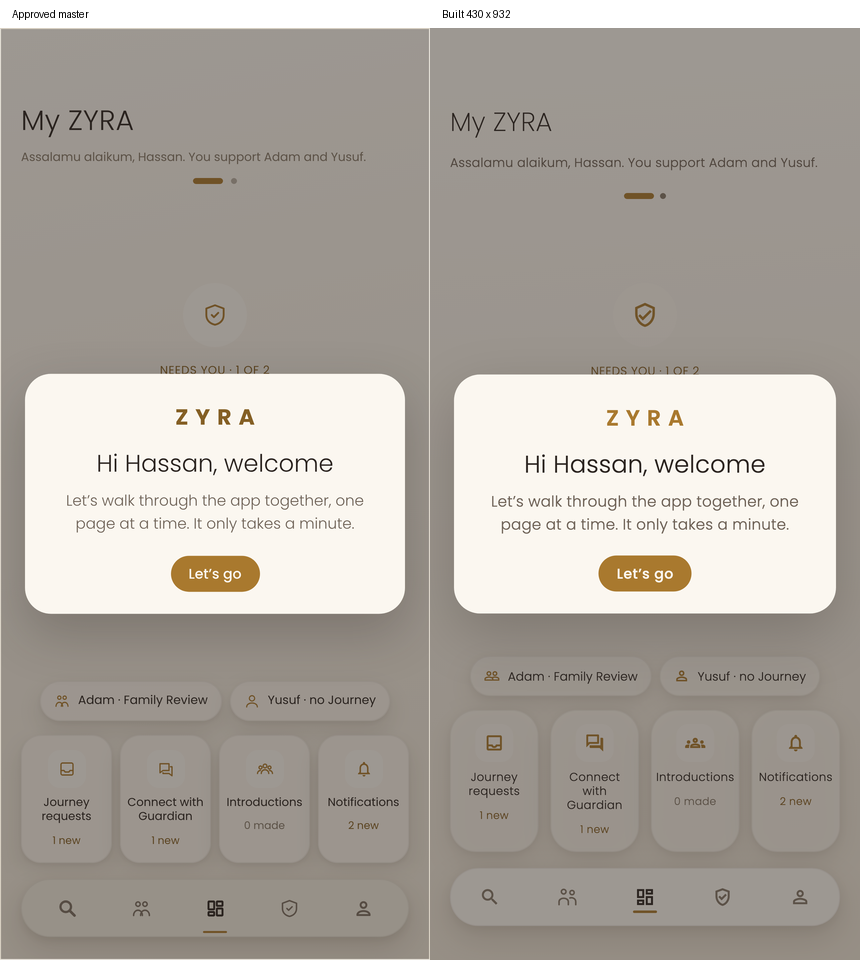 Approved master
My ZYRA
Assalamu alaikum, Hassan. You support Adam and Yusuf.
NEEDS YOU · 1 OF 2
ZYRA
Hi Hassan, welcome
Let’s walk through the app together, one
page at a time. It only takes a minute.
Let’s go
Adam · Family Review
Yusuf · no Journey
Journey
requests
1 new
Connect with
Guardian
1 new
Introductions
0 made
Notifications
2 new
Built 430 x 932
My ZYRA
Assalamu alaikum, Hassan. You support Adam and Yusuf.
NEEDS YOU · 1 OF 2
ZYRA
Hi Hassan, welcome
Let’s walk through the app together, one
page at a time. It only takes a minute.
Let’s go
Adam · Family Review
Yusuf · no Journey
Journey
requests
1 new
Connect
with
Guardian
1 new
Introductions
0 made
Notifications
2 new